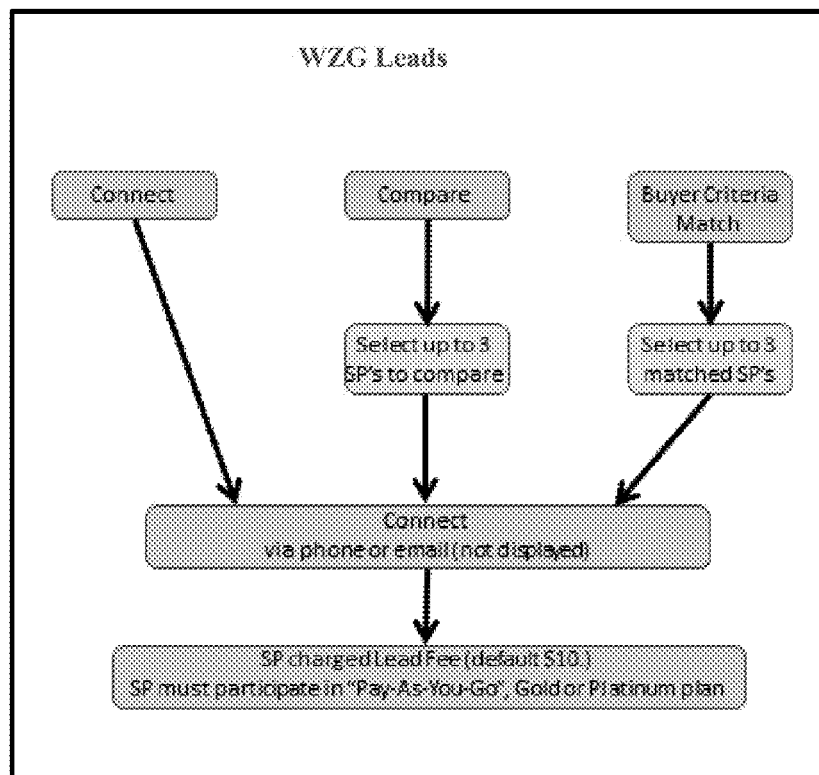 WZG Leads
Connect
Compare
Buyer Criteria
Match
Select up to 3
SP's to compare
Select up to 3
matched SP's
Connect
via phone or email (not displayed)
SP charged Lead Fee (default $10.)
SP must participate in "Pay-As-You-Go", Gold or Platinum plan